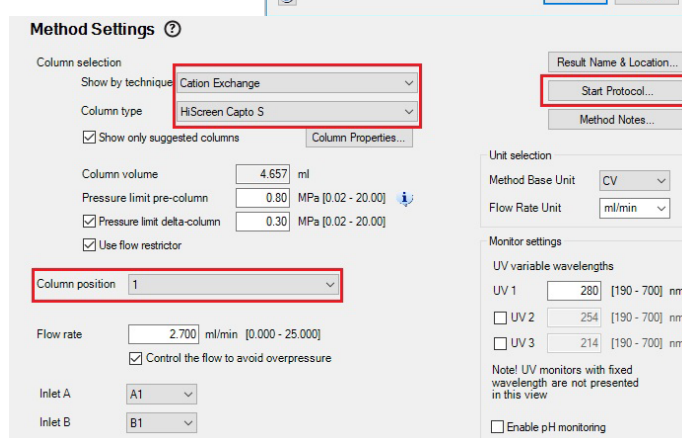 Method Settings ?
Column selection
Show by technique Cation Exchange
Column type HiScreen Capto S
Show only suggested columns Column Properties...
Column volume 4.657 ml
Pressure limit pre-column 0.80 MPa [0.02 - 20.00]
Pressure limit delta-column 0.30 MPa [0.02 - 20.00]
Use flow restrictor
Column position 1
Flow rate 2.700 ml/min [0.000 - 25.000]
Control the flow to avoid overpressure
Inlet A A1
Inlet B B1
Result Name & Location...
Start Protocol...
Method Notes...
Unit selection
Method Base Unit CV
Flow Rate Unit ml/min
Monitor settings
UV variable wavelengths
UV 1 280 [190 - 700] nm
UV 2 254 [190 - 700] nm
UV 3 214 [190 - 700] nm
Note! UV monitors with fixed
wavelength are not presented
in this view
Enable pH monitoring